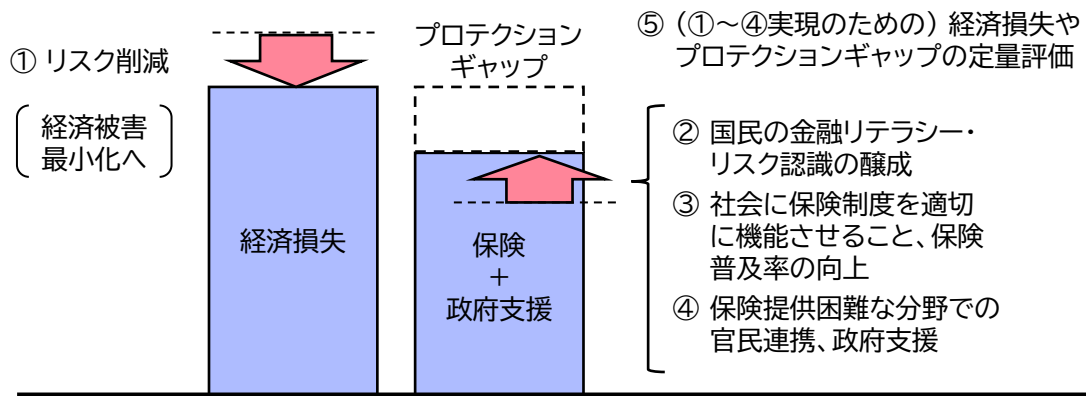 ① リスク削減
経済被害
最小化へ
経済損失
プロテクション
ギャップ
保険
＋
政府支援
⑤（①～④実現のための）経済損失や
プロテクションギャップの定量評価
② 国民の金融リテラシー・
リスク認識の醸成
③ 社会に保険制度を適切
に機能させること、保険
普及率の向上
④ 保険提供困難な分野での
官民連携、政府支援